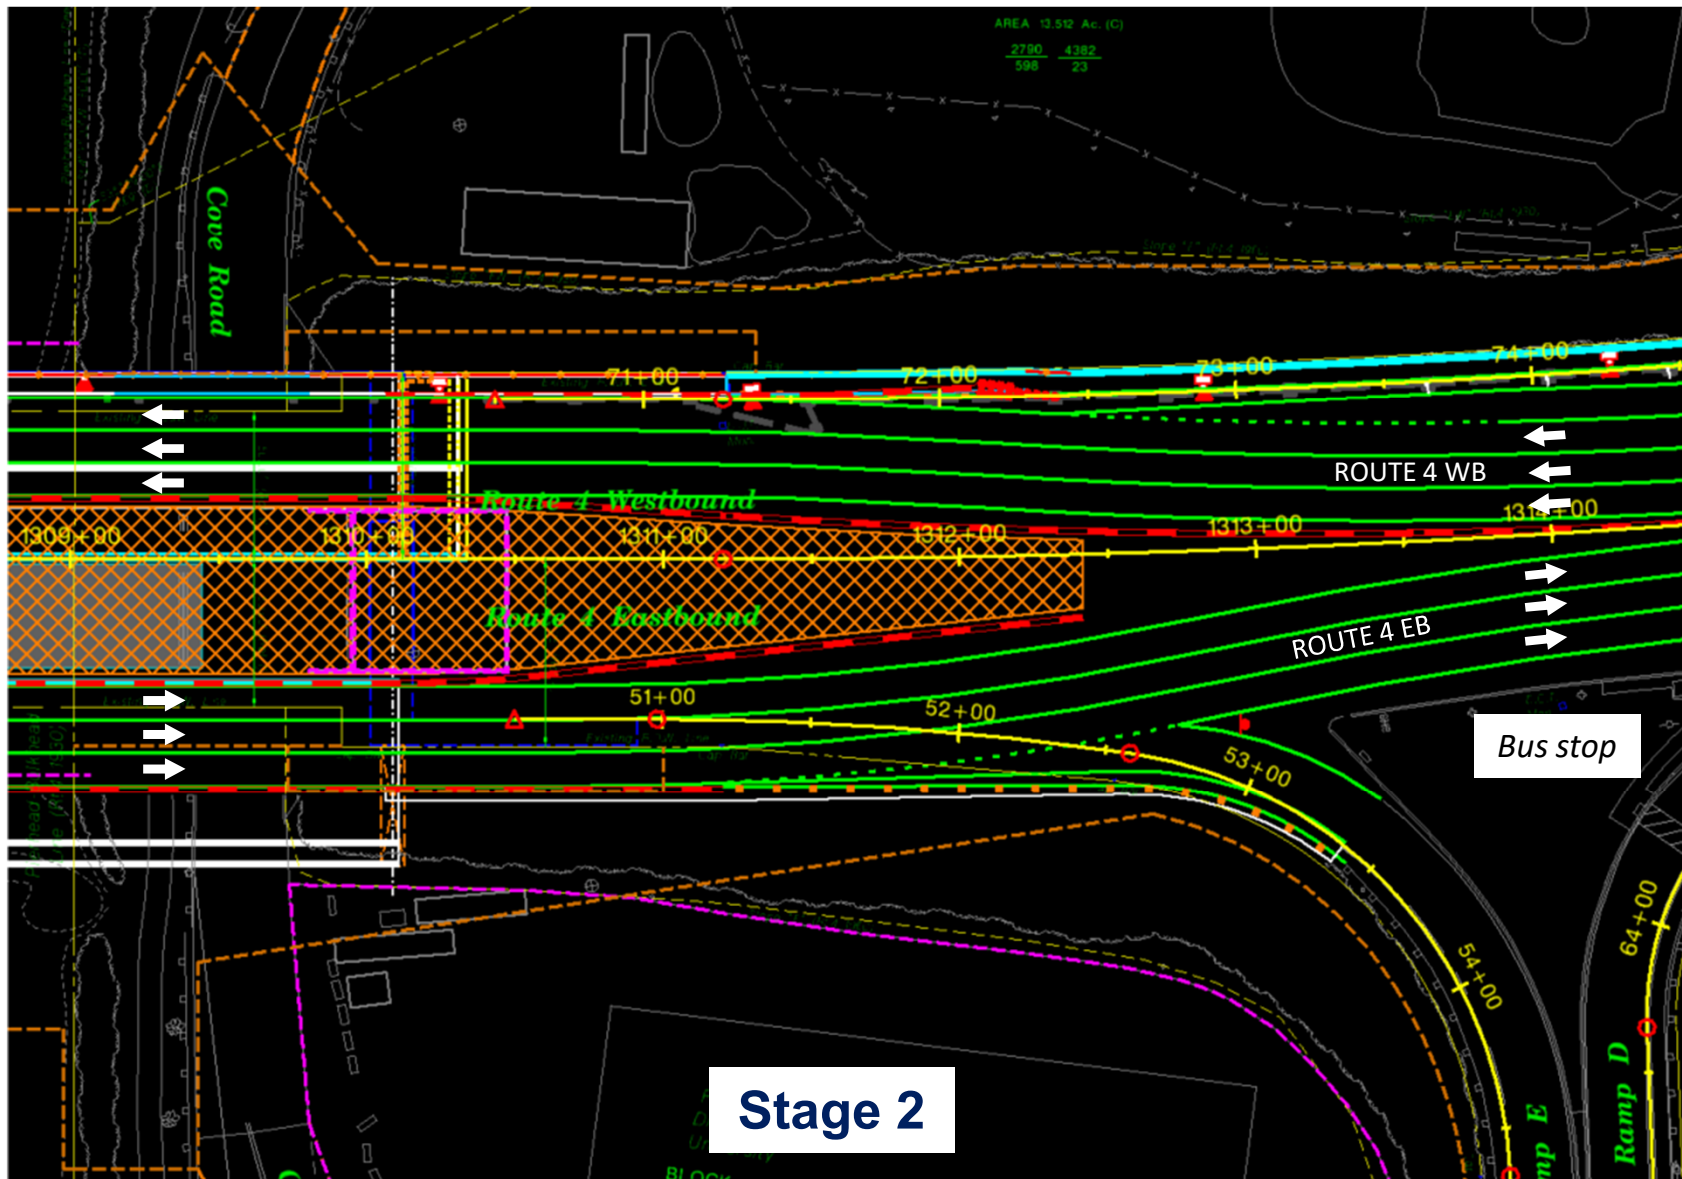 AREA 13.512 Ac. (C)
2790 4382
598 23
Cove Road
71+00
72+00
73+00
74+00
ROUTE 4 WB
Route 4 Westbound
1309+00
1310+00
1311+00
1312+00
1313+00
1314+00
Route 4 Eastbound
ROUTE 4 EB
51+00
52+00
53+00
Bus stop
54+00
64+00
Stage 2
Ramp D
mp E
University
BLOCK